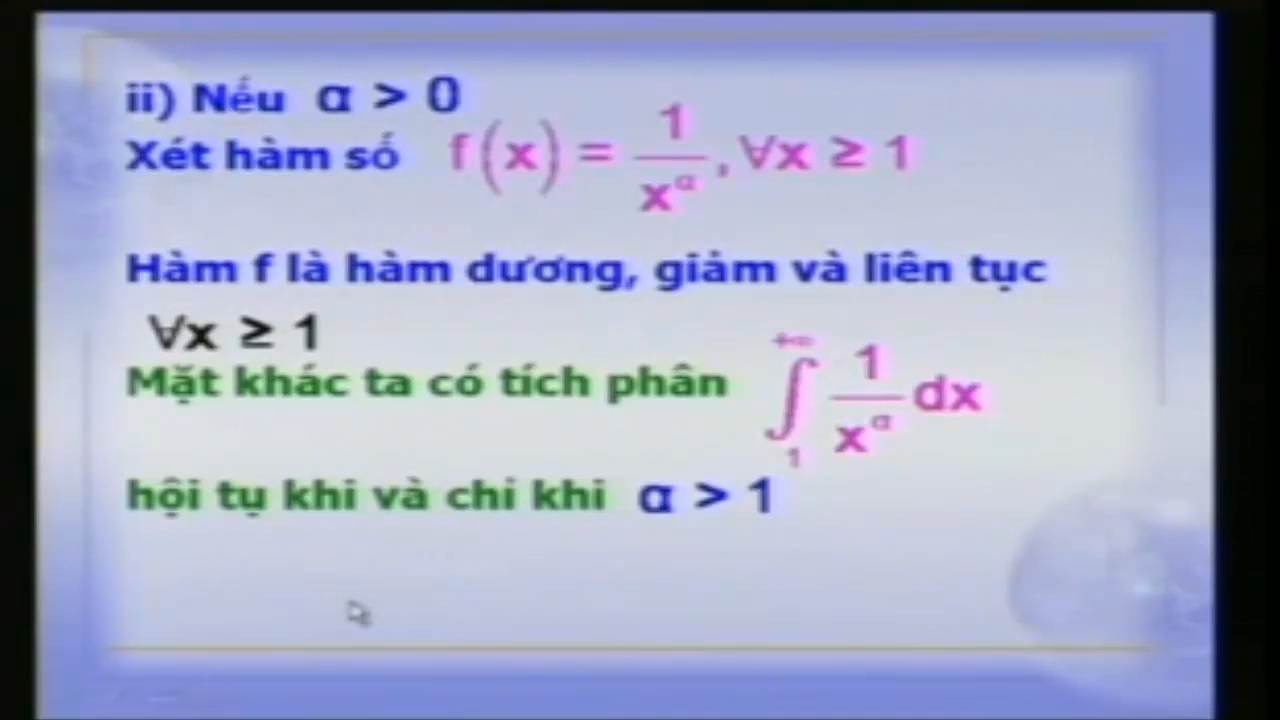 ii) Nếu α > 0
Xét hàm số f(x) = 1/x^α, ∀x ≥ 1
Hàm f là hàm dương, giảm và liên tục
∀x ≥ 1
Mặt khác ta có tích phân ∫_1^{+∞} 1/x^α dx
hội tụ khi và chỉ khi α > 1